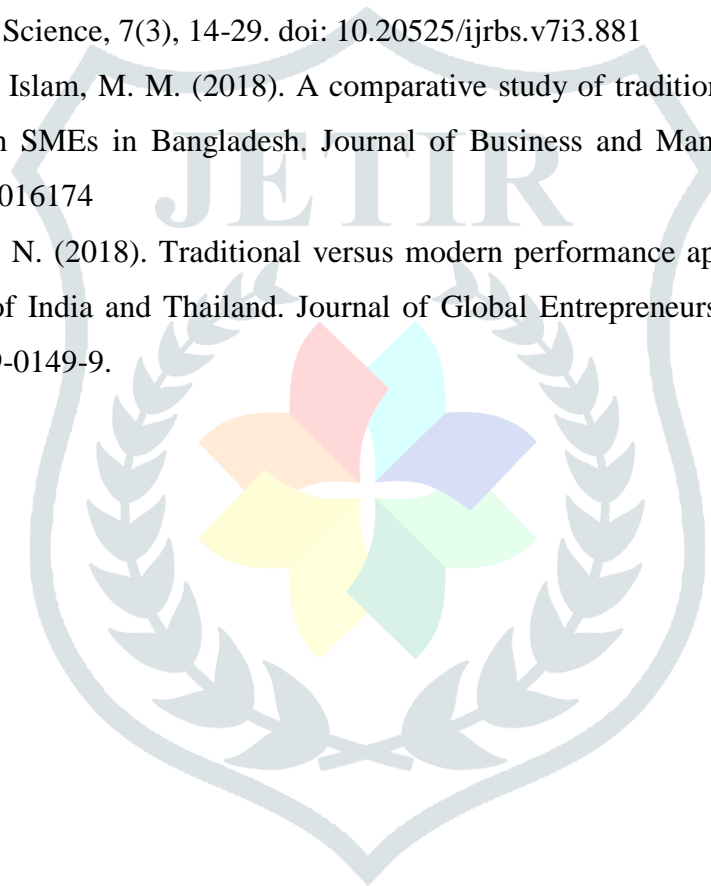 Science, 7(3), 14-29. doi: 10.20525/ijrbs.v7i3.881
Islam, M. M. (2018). A comparative study of tradition
SMEs in Bangladesh. Journal of Business and Man
016174
JETIR
N. (2018). Traditional versus modern performance ap
of India and Thailand. Journal of Global Entrepreneurs
-0149-9.